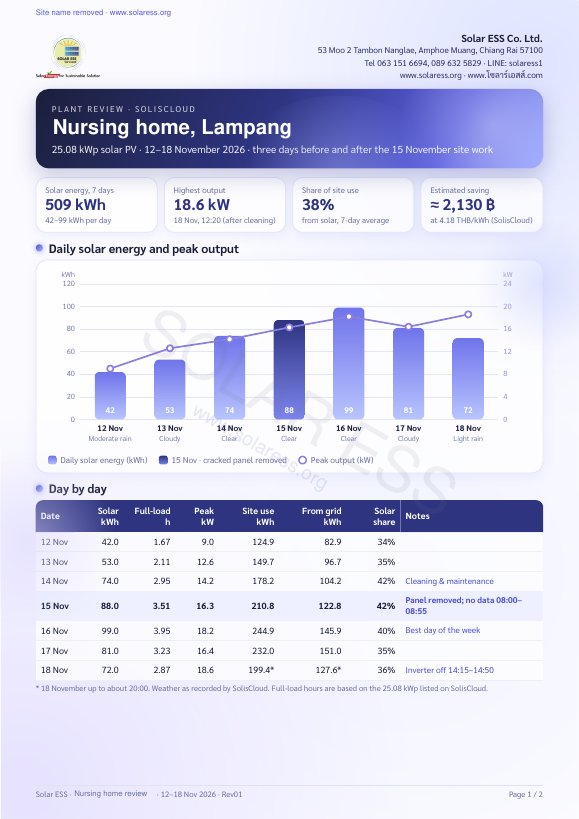 Site name removed · www.solaress.org
SOLAR ESS
Solar Energy for Sustainable Solution
Solar ESS Co. Ltd.
53 Moo 2 Tambon Nanglae, Amphoe Muang, Chiang Rai 57100
Tel 063 151 6694, 089 632 5829 · LINE: solaress1
www.solaress.org · www.โซลาร์เอสส์.com
PLANT REVIEW · SOLISCLOUD
Nursing home, Lampang
25.08 kWp solar PV · 12–18 November 2026 · three days before and after the 15 November site work
Solar energy, 7 days
509 kWh
42–99 kWh per day
Highest output
18.6 kW
18 Nov, 12:20 (after cleaning)
Share of site use
38%
from solar, 7-day average
Estimated saving
≈ 2,130 ฿
at 4.18 THB/kWh (SolisCloud)
Daily solar energy and peak output
kWh kW
120 24
100 20
80 16
60 12
40 8
20 4
0 0
42 53 74 88 99 81 72
12 Nov 13 Nov 14 Nov 15 Nov 16 Nov 17 Nov 18 Nov
Moderate rain Cloudy Clear Clear Clear Cloudy Light rain
Daily solar energy (kWh) 15 Nov · cracked panel removed Peak output (kW)
SOLAR ESS
www.solaress.org
Day by day
Date Solar kWh Full-load h Peak kW Site use kWh From grid kWh Solar share Notes
12 Nov 42.0 1.67 9.0 124.9 82.9 34%
13 Nov 53.0 2.11 12.6 149.7 96.7 35%
14 Nov 74.0 2.95 14.2 178.2 104.2 42% Cleaning & maintenance
15 Nov 88.0 3.51 16.3 210.8 122.8 42% Panel removed; no data 08:00–
08:55
16 Nov 99.0 3.95 18.2 244.9 145.9 40% Best day of the week
17 Nov 81.0 3.23 16.4 232.0 151.0 35%
18 Nov 72.0 2.87 18.6 199.4* 127.6* 36% Inverter off 14:15–14:50
* 18 November up to about 20:00. Weather as recorded by SolisCloud. Full-load hours are based on the 25.08 kWp listed on SolisCloud.
Solar ESS · Nursing home review · 12–18 Nov 2026 · Rev01 Page 1 / 2